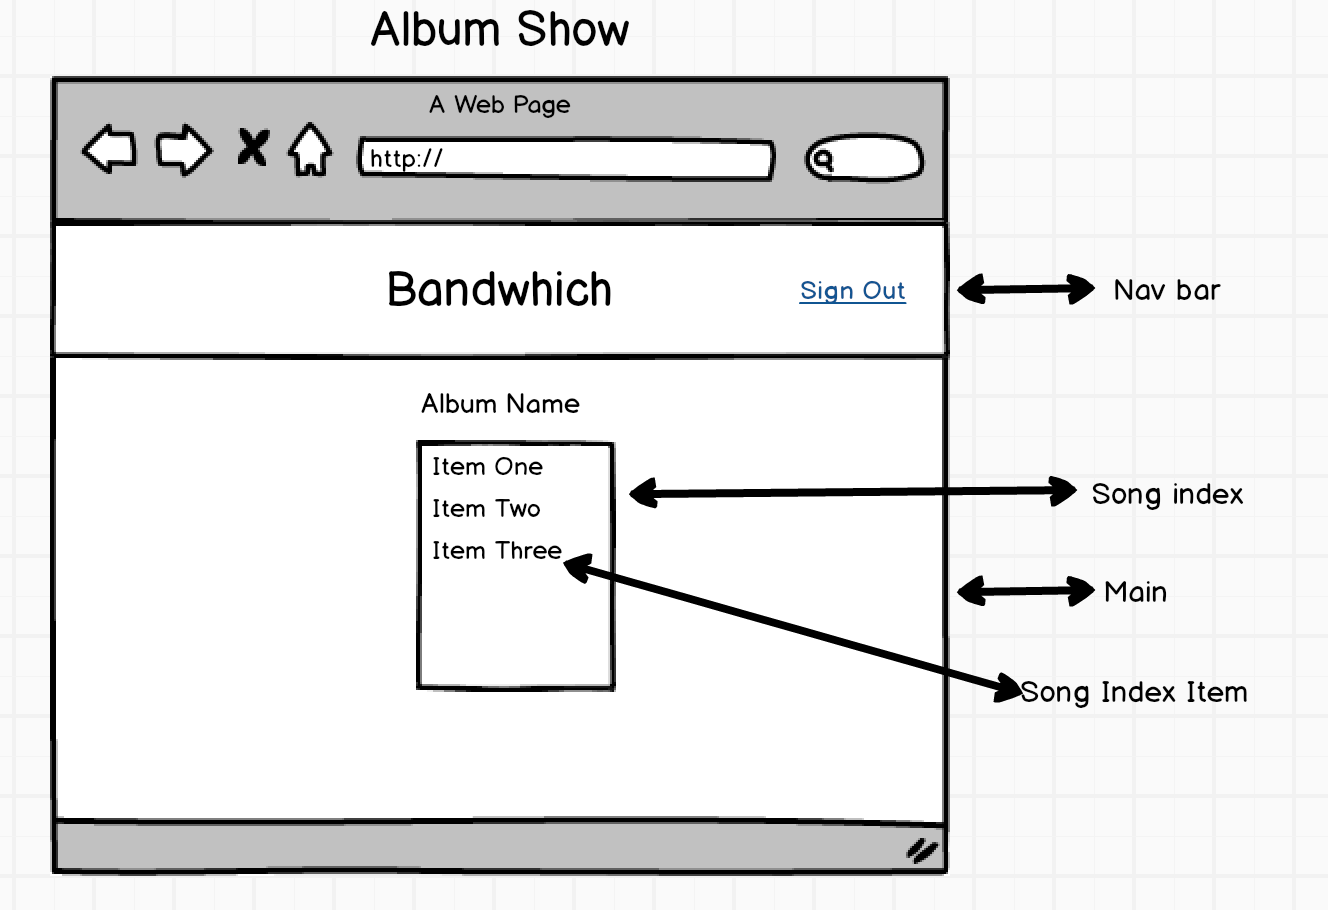 Album Show
A Web Page
http://
Bandwhich
Sign Out
Nav bar
Album Name
Item One
Item Two
Item Three
Song index
Main
Song Index Item